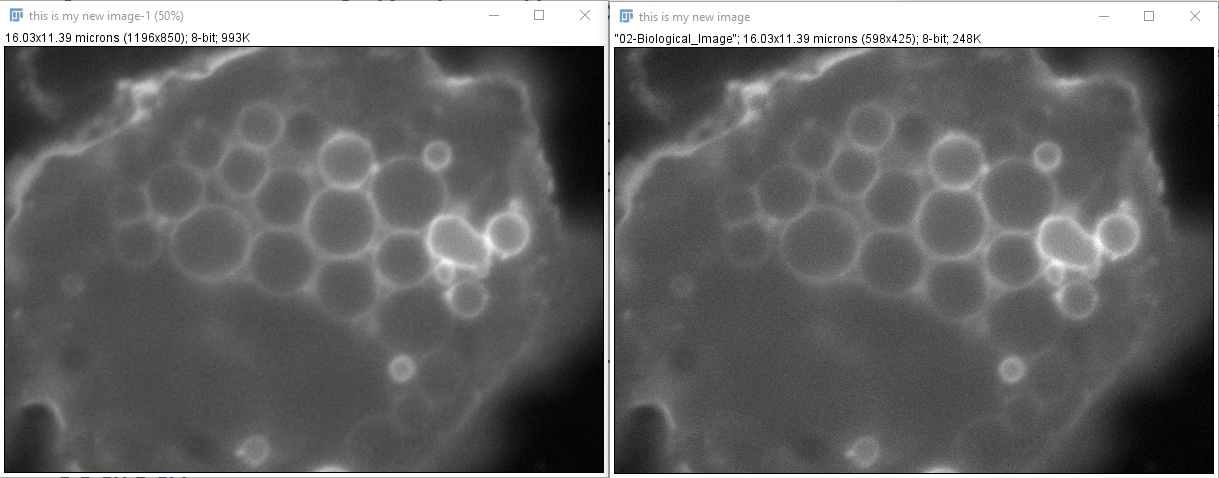 this is my new image-1 (50%)
16.03x11.39 microns (1196x850); 8-bit; 993K
this is my new image
"02-Biological_Image"; 16.03x11.39 microns (598x425); 8-bit; 248K